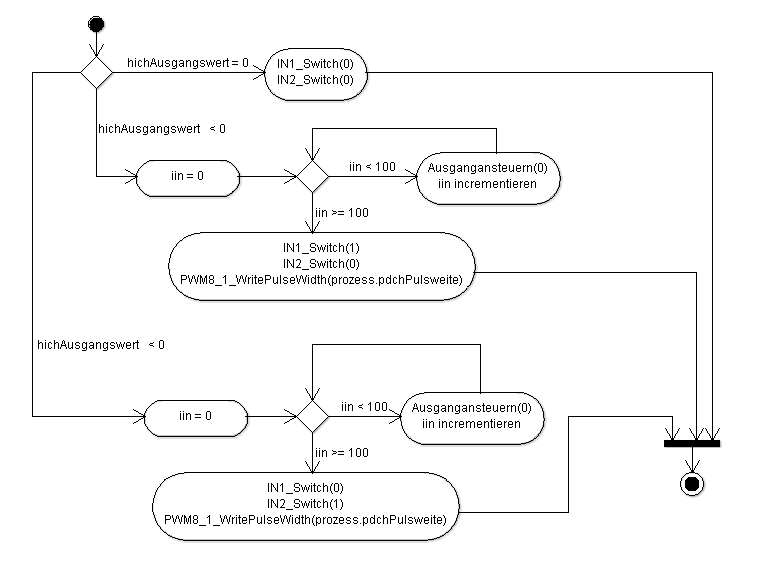 hichAusgangswert = 0
IN1_Switch(0)
IN2_Switch(0)
hichAusgangswert < 0
iin = 0
iin < 100
Ausgangansteuern(0)
iin incrementieren
iin >= 100
IN1_Switch(1)
IN2_Switch(0)
PWM8_1_WritePulseWidth(prozess.pdchPulsweite)
hichAusgangswert < 0
iin = 0
iin < 100
Ausgangansteuern(0)
iin incrementieren
iin >= 100
IN1_Switch(0)
IN2_Switch(1)
PWM8_1_WritePulseWidth(prozess.pdchPulsweite)